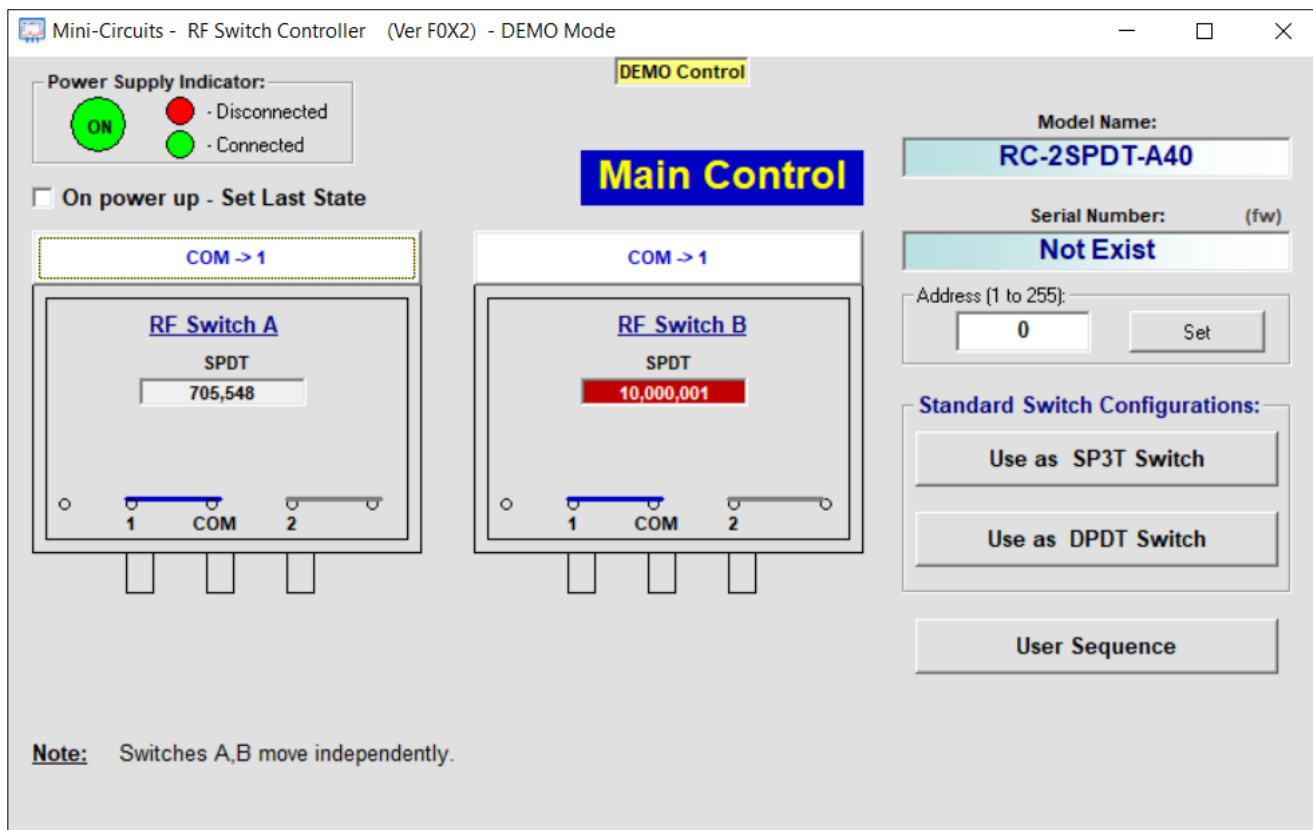 Mini-Circuits - RF Switch Controller (Ver F0X2) - DEMO Mode
DEMO Control
Power Supply Indicator:
ON
- Disconnected
- Connected
On power up - Set Last State
Main Control
Model Name:
RC-2SPDT-A40
Serial Number: (fw)
Not Exist
Address (1 to 255):
0
Set
COM -> 1
RF Switch A
SPDT
705,548
1 COM 2
COM -> 1
RF Switch B
SPDT
10,000,001
1 COM 2
Standard Switch Configurations:
Use as SP3T Switch
Use as DPDT Switch
User Sequence
Note: Switches A,B move independently.